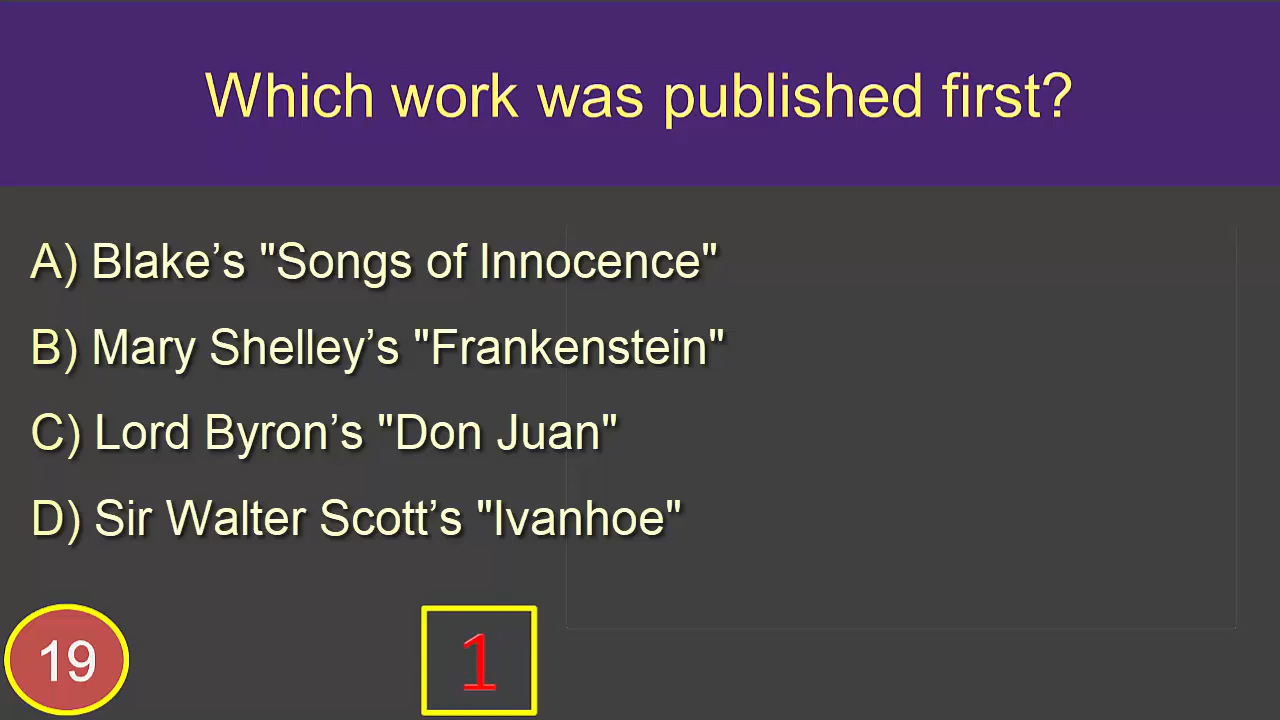 Which work was published first?
A) Blake’s "Songs of Innocence"
B) Mary Shelley’s "Frankenstein"
C) Lord Byron’s "Don Juan"
D) Sir Walter Scott’s "Ivanhoe"
19
1